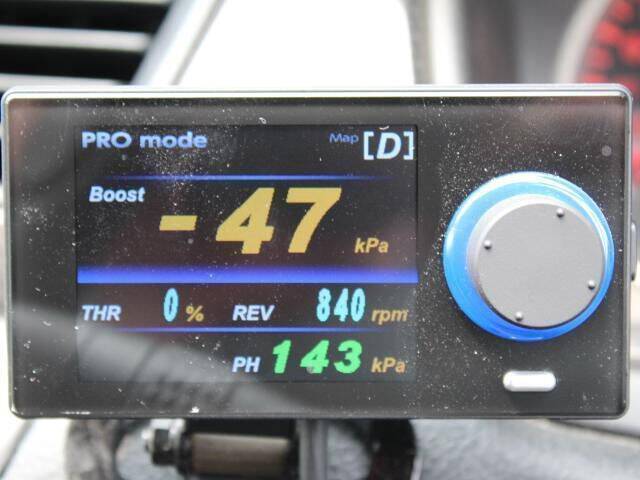 PRO mode Map [D]
Boost -47 kPa
THR 0 % REV 840 rpm
PH 143 kPa